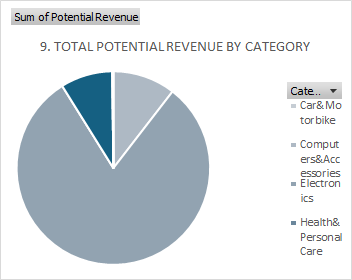 Sum of Potential Revenue
9. TOTAL POTENTIAL REVENUE BY CATEGORY
Cate...
Car&Mo
torbike
Comput
ers&Acc
essories
Electron
ics
Health&
Personal
Care